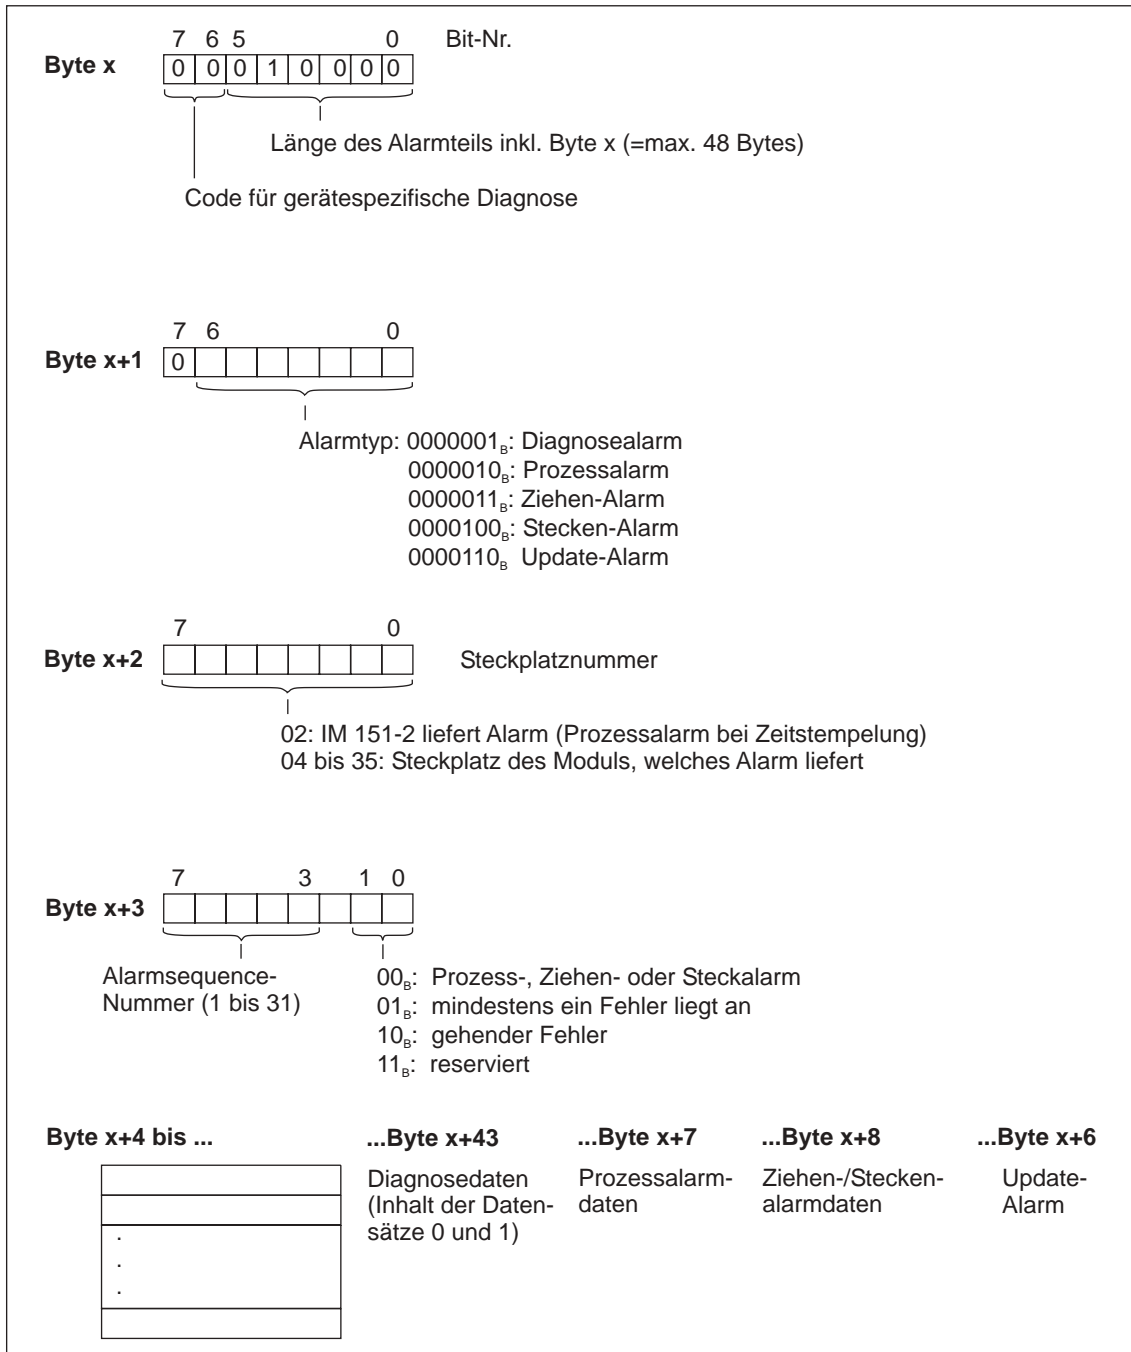 7 6 5 0 Bit-Nr.
Byte x 0 0 0 1 0 0 0 0
Länge des Alarmteils inkl. Byte x (=max. 48 Bytes)
Code für gerätespezifische Diagnose
7 6 0
Byte x+1 0
Alarmtyp: 0000001B: Diagnosealarm
0000010B: Prozessalarm
0000011B: Ziehen-Alarm
0000100B: Stecken-Alarm
0000110B Update-Alarm
7 0
Byte x+2 Steckplatznummer
02: IM 151-2 liefert Alarm (Prozessalarm bei Zeitstempelung)
04 bis 35: Steckplatz des Moduls, welches Alarm liefert
7 3 1 0
Byte x+3
Alarmsequence-
Nummer (1 bis 31)
00B: Prozess-, Ziehen- oder Steckalarm
01B: mindestens ein Fehler liegt an
10B: gehender Fehler
11B: reserviert
Byte x+4 bis ... ...Byte x+43 ...Byte x+7 ...Byte x+8 ...Byte x+6
Diagnosedaten
(Inhalt der Daten-
sätze 0 und 1)
Prozessalarm-
daten
Ziehen-/Stecken-
alarmdaten
Update-
Alarm
.
.
.